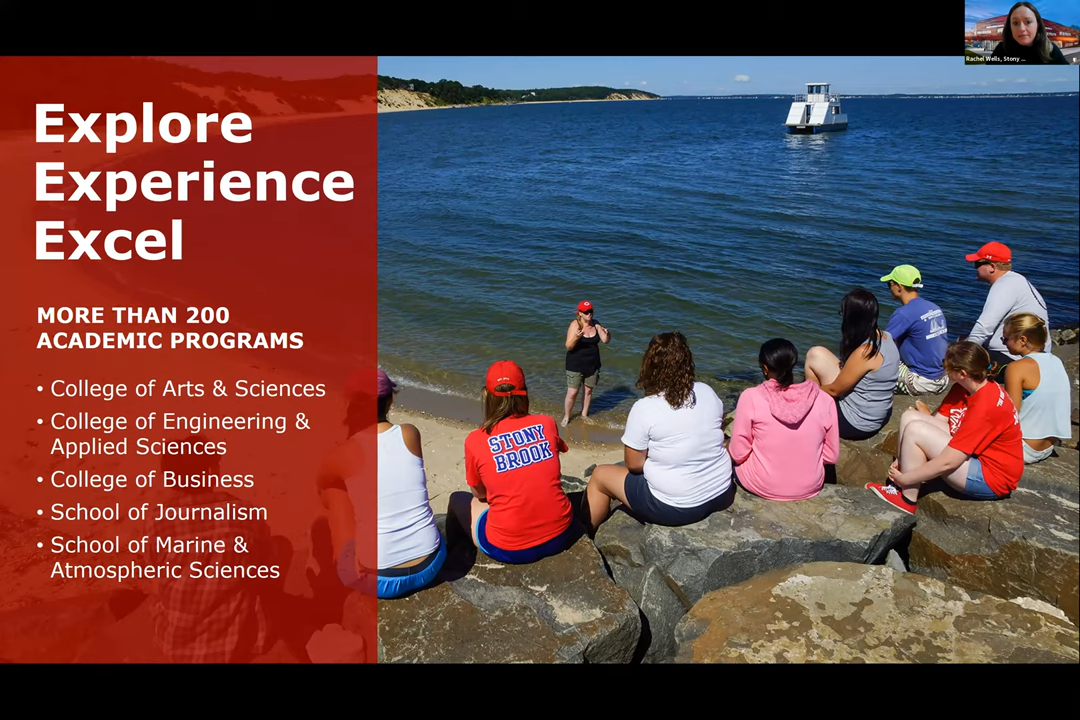 Explore
Experience
Excel
MORE THAN 200
ACADEMIC PROGRAMS
• College of Arts & Sciences
• College of Engineering &
Applied Sciences
• College of Business
• School of Journalism
• School of Marine &
Atmospheric Sciences
STONY
BROOK
Rachel Wells, Stony ...